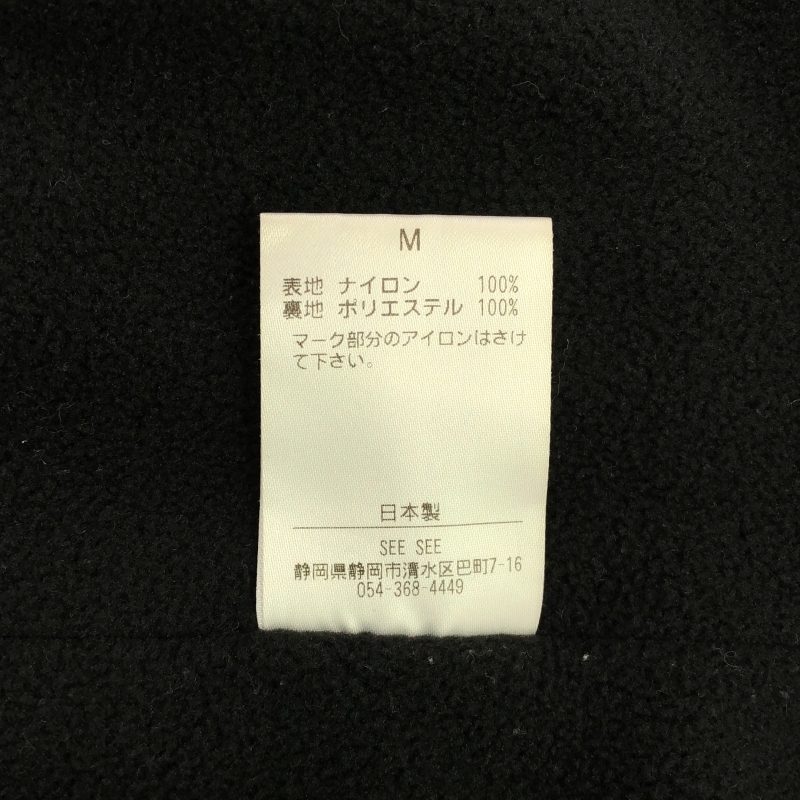 M
表地 ナイロン 100%
裏地 ポリエステル 100%
マーク部分のアイロンはさけ
て下さい。
日本製
SEE SEE
静岡県静岡市清水区巴町7-16
054-368-4449